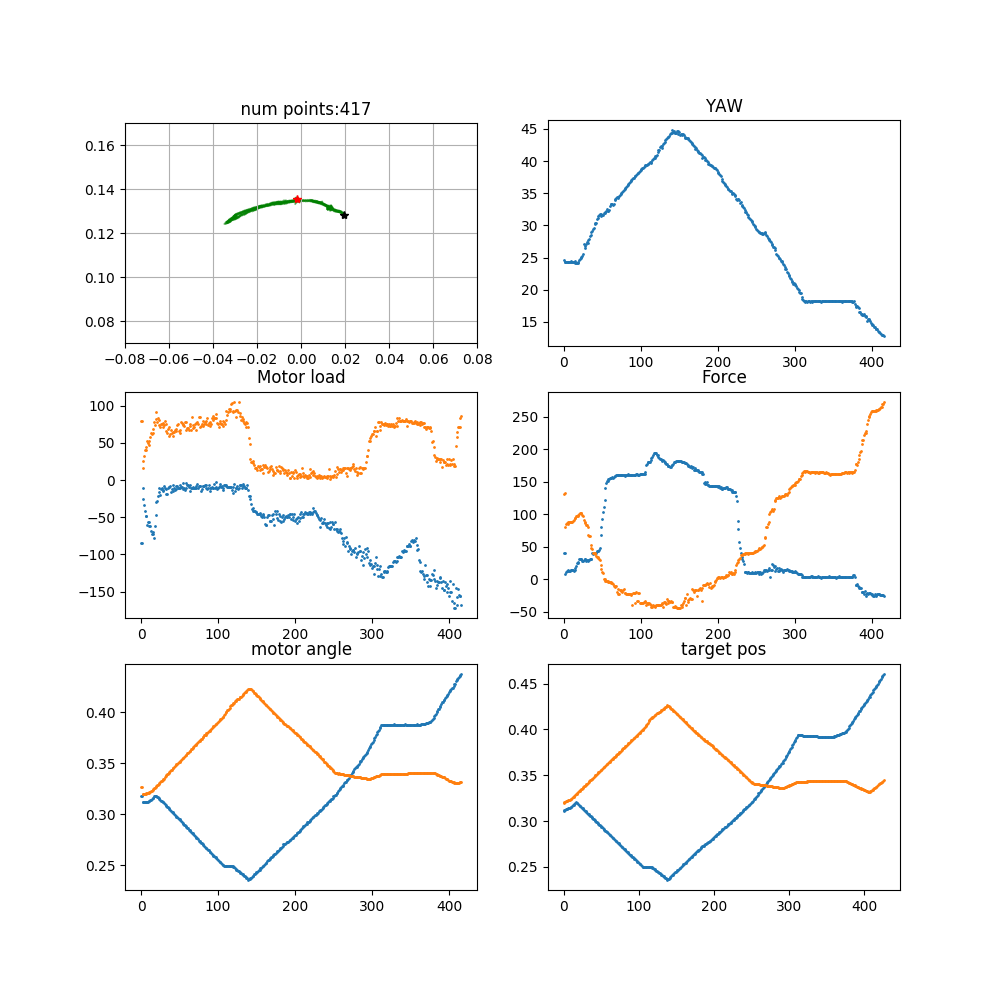 num points:417
YAW
0.16
0.14
0.12
0.10
0.08
−0.08 −0.06 −0.04 −0.02 0.00 0.02 0.04 0.06 0.08
45
40
35
30
25
20
15
0 100 200 300 400
Motor load
Force
100
50
0
−50
−100
−150
0 100 200 300 400
250
200
150
100
50
0
−50
0 100 200 300 400
motor angle
target pos
0.40
0.35
0.30
0.25
0 100 200 300 400
0.45
0.40
0.35
0.30
0.25
0 100 200 300 400